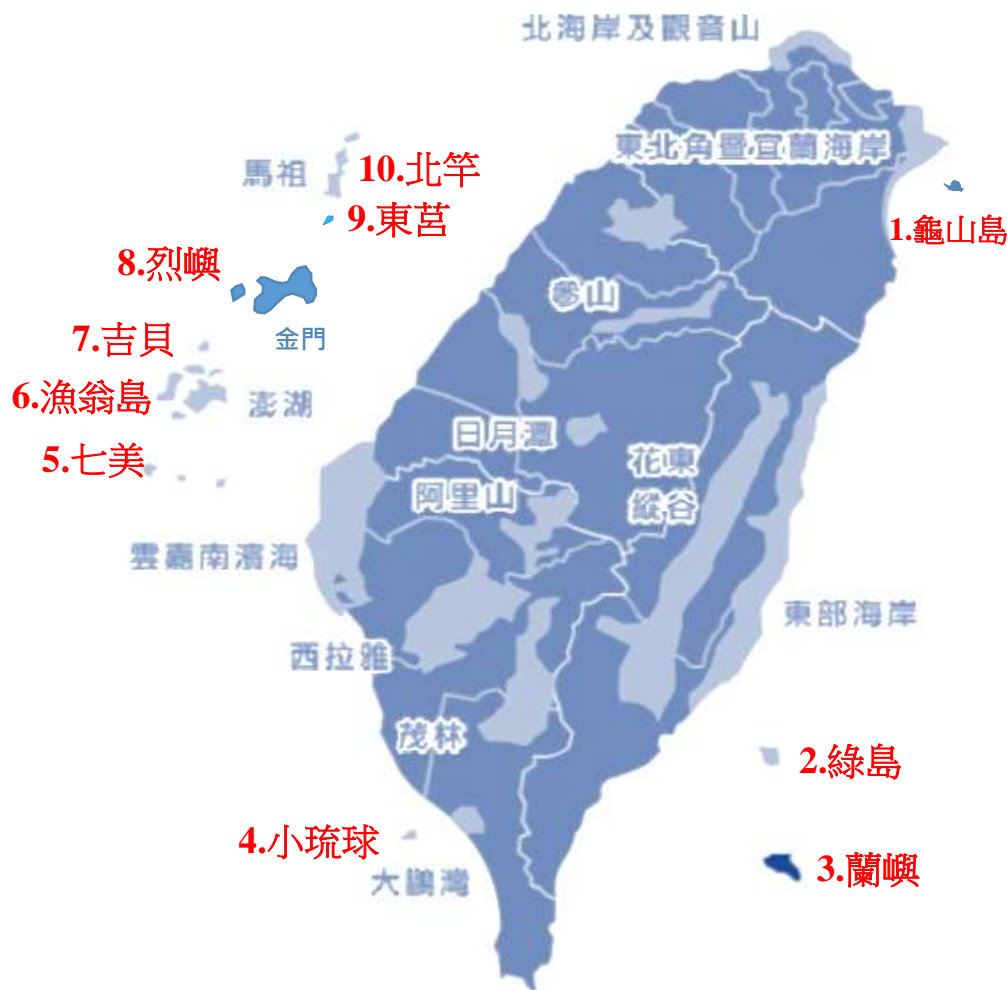 北海岸及觀音山
東北角暨宜蘭海岸
馬祖
10.北竿
9.東莒
1.龜山島
8.烈嶼
金門
參山
7.吉貝
6.漁翁島
澎湖
5.七美
日月潭
花東
縱谷
阿里山
雲嘉南濱海
東部海岸
西拉雅
茂林
2.綠島
4.小琉球
大鵬灣
3.蘭嶼